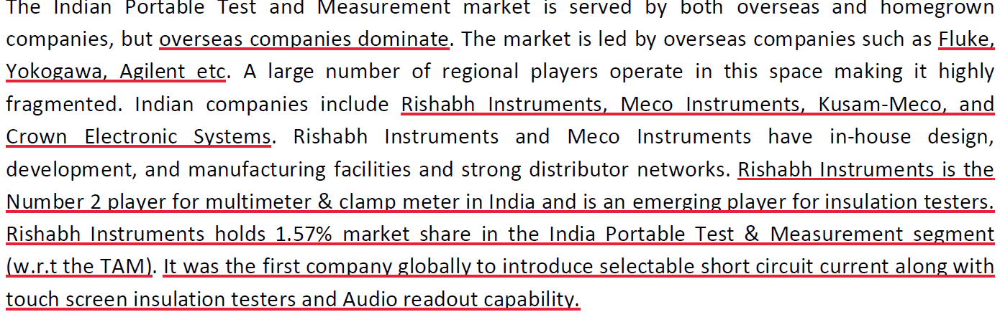 The Indian Portable Test and Measurement market is served by both overseas and homegrown
companies, but overseas companies dominate. The market is led by overseas companies such as Fluke,
Yokogawa, Agilent etc. A large number of regional players operate in this space making it highly
fragmented. Indian companies include Rishabh Instruments, Meco Instruments, Kusam-Meco, and
Crown Electronic Systems. Rishabh Instruments and Meco Instruments have in-house design,
development, and manufacturing facilities and strong distributor networks. Rishabh Instruments is the
Number 2 player for multimeter & clamp meter in India and is an emerging player for insulation testers.
Rishabh Instruments holds 1.57% market share in the India Portable Test & Measurement segment
(w.r.t the TAM). It was the first company globally to introduce selectable short circuit current along with
touch screen insulation testers and Audio readout capability.